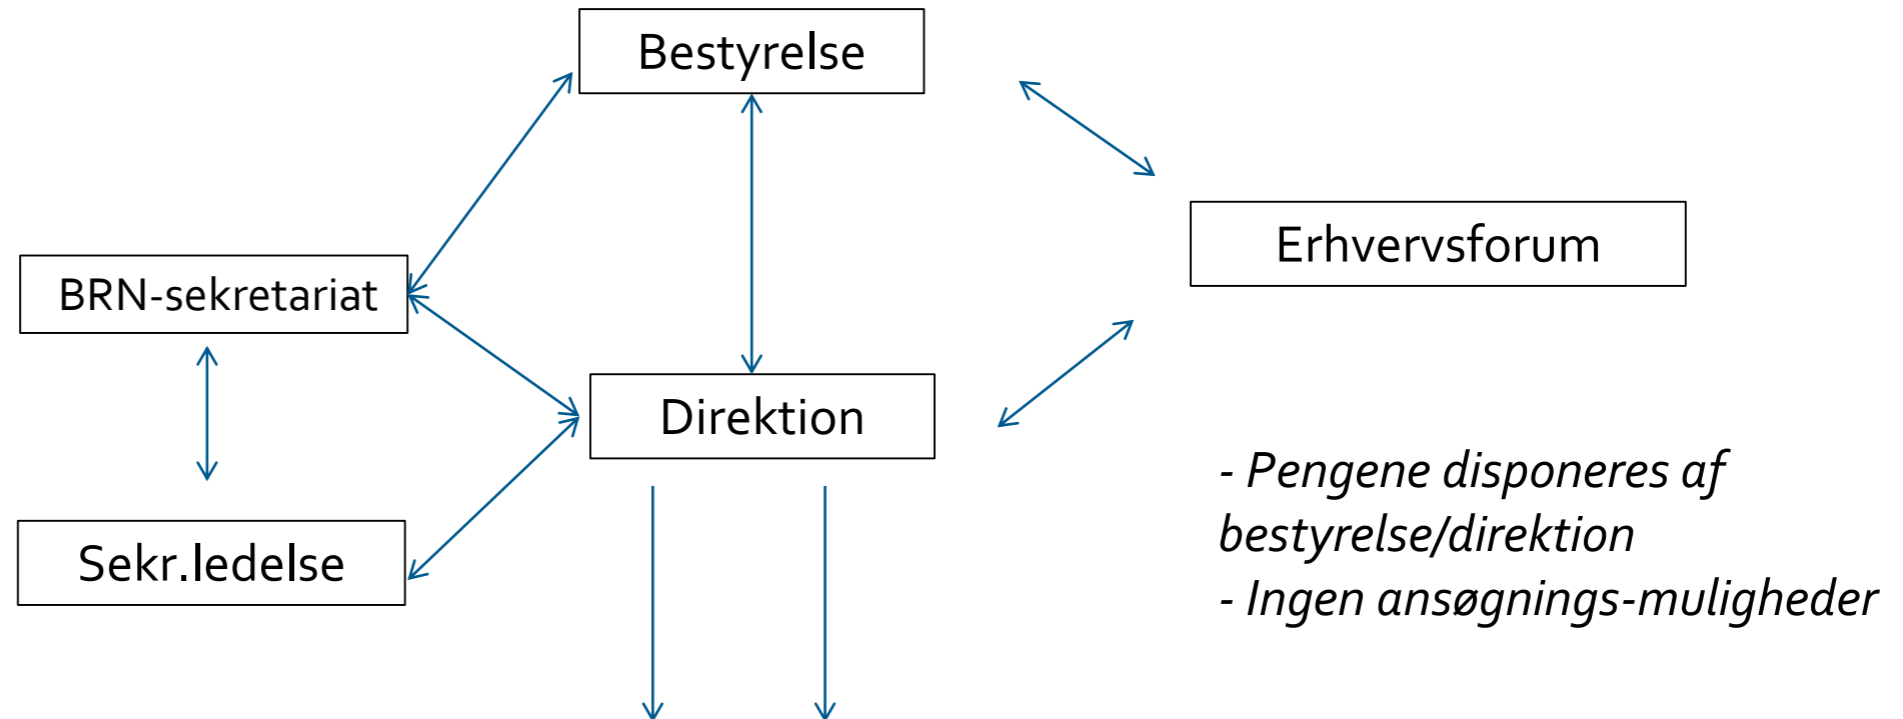 Bestyrelse
Erhvervsforum
BRN-sekretariat
Direktion
Sekr.ledelse
- Pengene disponeres af
bestyrelse/direktion
- Ingen ansøgnings-muligheder